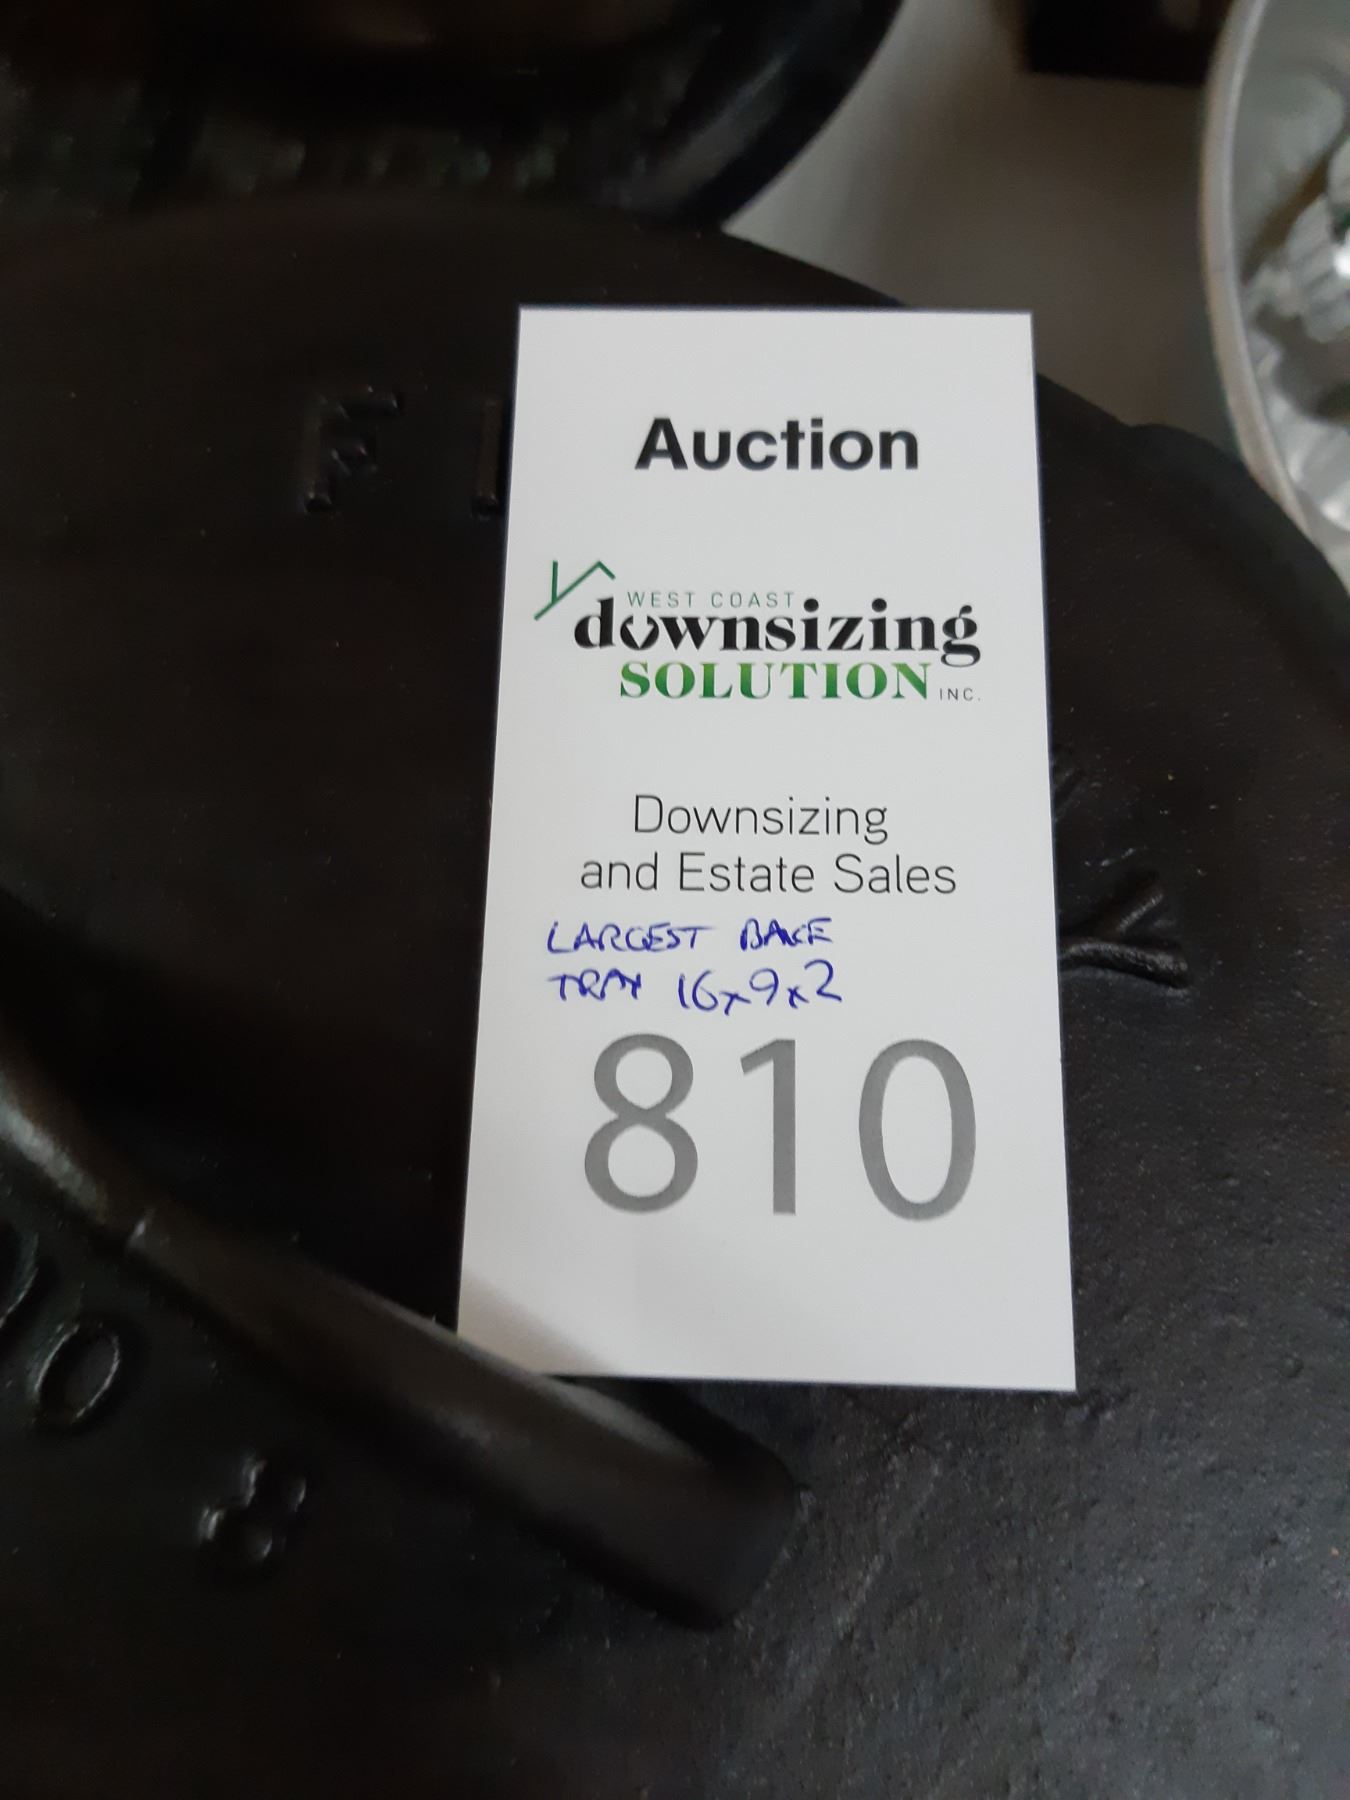 Auction
WEST COAST
downsizing
SOLUTION INC.
Downsizing
and Estate Sales
LARGEST BAKE
TRAY 16x9x2
810